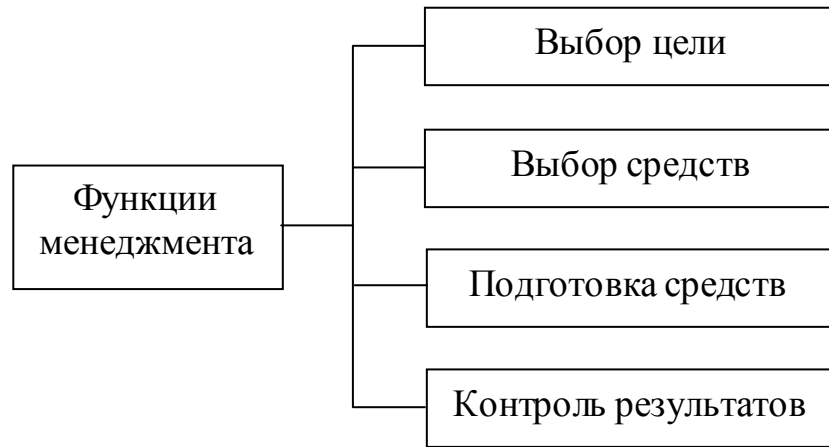 Выбор цели
Выбор средств
Функции
менеджмента
Подготовка средств
Контроль результатов